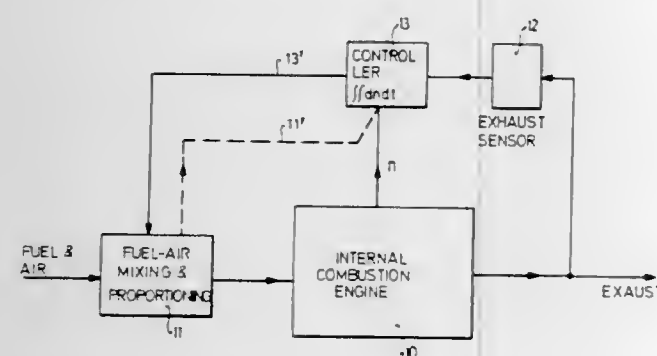 13
12
CONTROL
LER
∫∫dndt
13'
11'
EXHAUST
SENSOR
n
FUEL &
AIR
FUEL-AIR
MIXING &
PROPORTIONING
11
INTERNAL
COMBUSTION
ENGINE
10
EXAUST